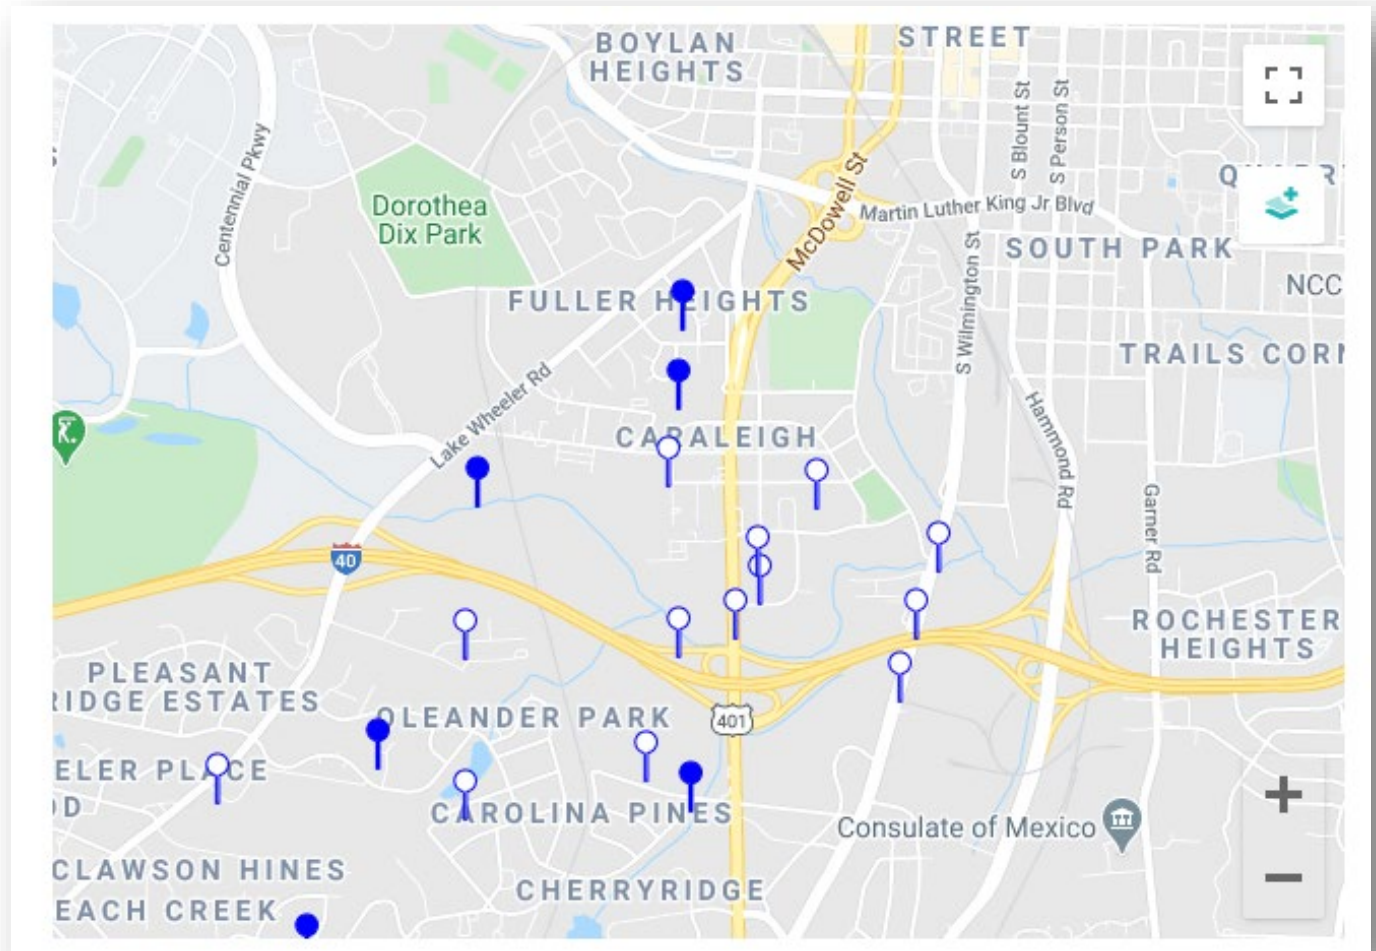 BOYLAN
HEIGHTS
STREET
S Blount St
S Person St
Centennial Pkwy
Dorothea
Dix Park
McDowell St
Martin Luther King Jr Blvd
SOUTH PARK
S Wilmington St
NCC
FULLER HEIGHTS
TRAILS CORN
Lake Wheeler Rd
CARALEIGH
Hammond Rd
Garner Rd
40
ROCHESTER
HEIGHTS
PLEASANT
RIDGE ESTATES
OLEANDER PARK
401
ELER PLACE
OD
CAROLINA PINES
Consulate of Mexico
CLAWSON HINES
EACH CREEK
CHERRYRIDGE